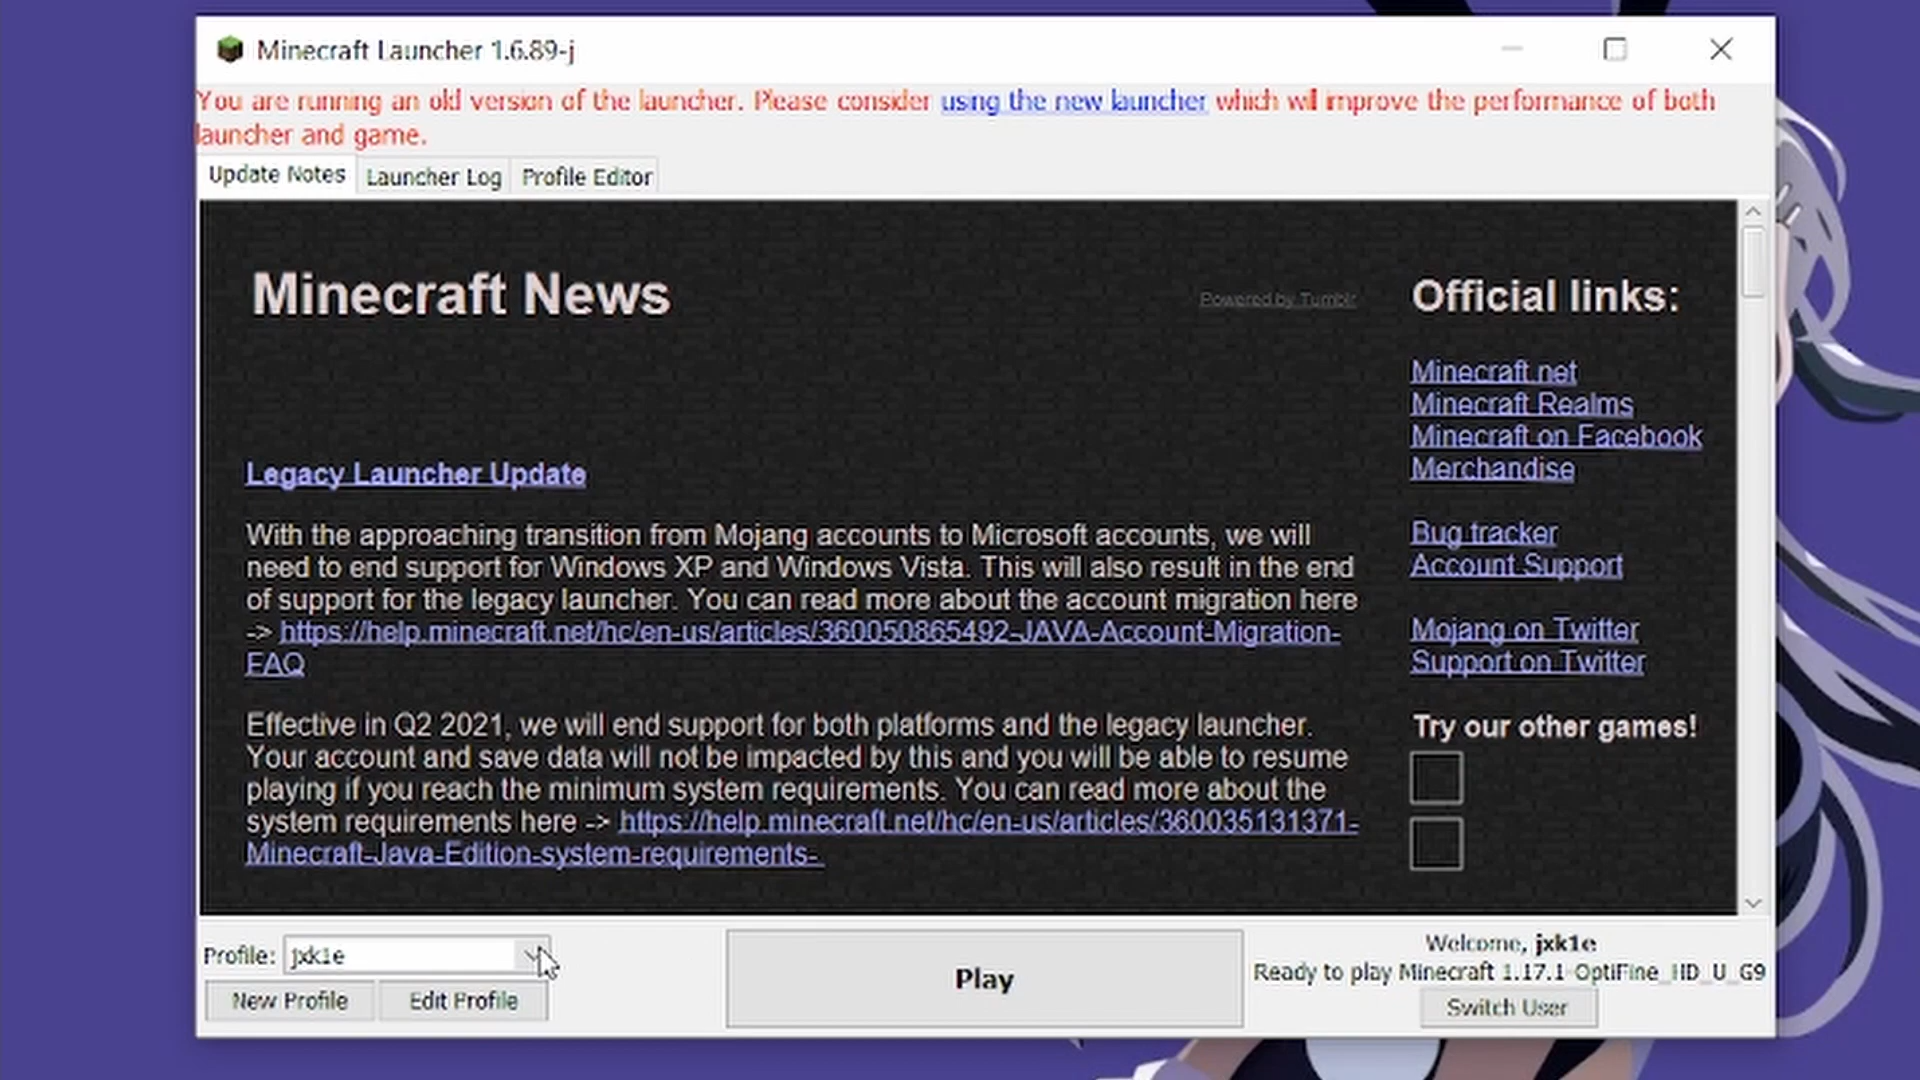 Minecraft Launcher 1.6.89-j
You are running an old version of the launcher. Please consider using the new launcher which will improve the performance of both
launcher and game.
Update Notes
Launcher Log
Profile Editor
Minecraft News
Powered by Tumblr
Official links:
Minecraft.net
Minecraft Realms
Minecraft on Facebook
Merchandise
Bug tracker
Account Support
Mojang on Twitter
Support on Twitter
Try our other games!
Legacy Launcher Update
With the approaching transition from Mojang accounts to Microsoft accounts, we will
need to end support for Windows XP and Windows Vista. This will also result in the end
of support for the legacy launcher. You can read more about the account migration here
-> https://help.minecraft.net/hc/en-us/articles/360050865492-JAVA-Account-Migration-
FAQ
Effective in Q2 2021, we will end support for both platforms and the legacy launcher.
Your account and save data will not be impacted by this and you will be able to resume
playing if you reach the minimum system requirements. You can read more about the
system requirements here -> https://help.minecraft.net/hc/en-us/articles/360035131371-
Minecraft-Java-Edition-system-requirements-
Profile: jxk1e
New Profile
Edit Profile
Play
Welcome, jxk1e
Ready to play Minecraft 1.17.1-OptiFine_HD_U_G9
Switch User